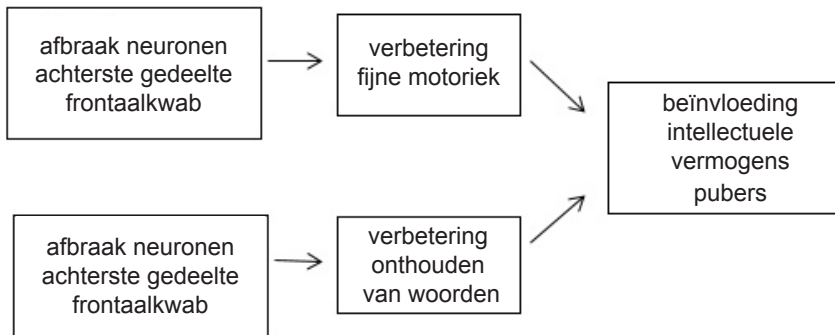 afbraak neuronen
achterste gedeelte
frontaalkwab
verbetering
fijne motoriek
beïnvloeding
intellectuele
vermogens
pubers
afbraak neuronen
achterste gedeelte
frontaalkwab
verbetering
onthouden
van woorden